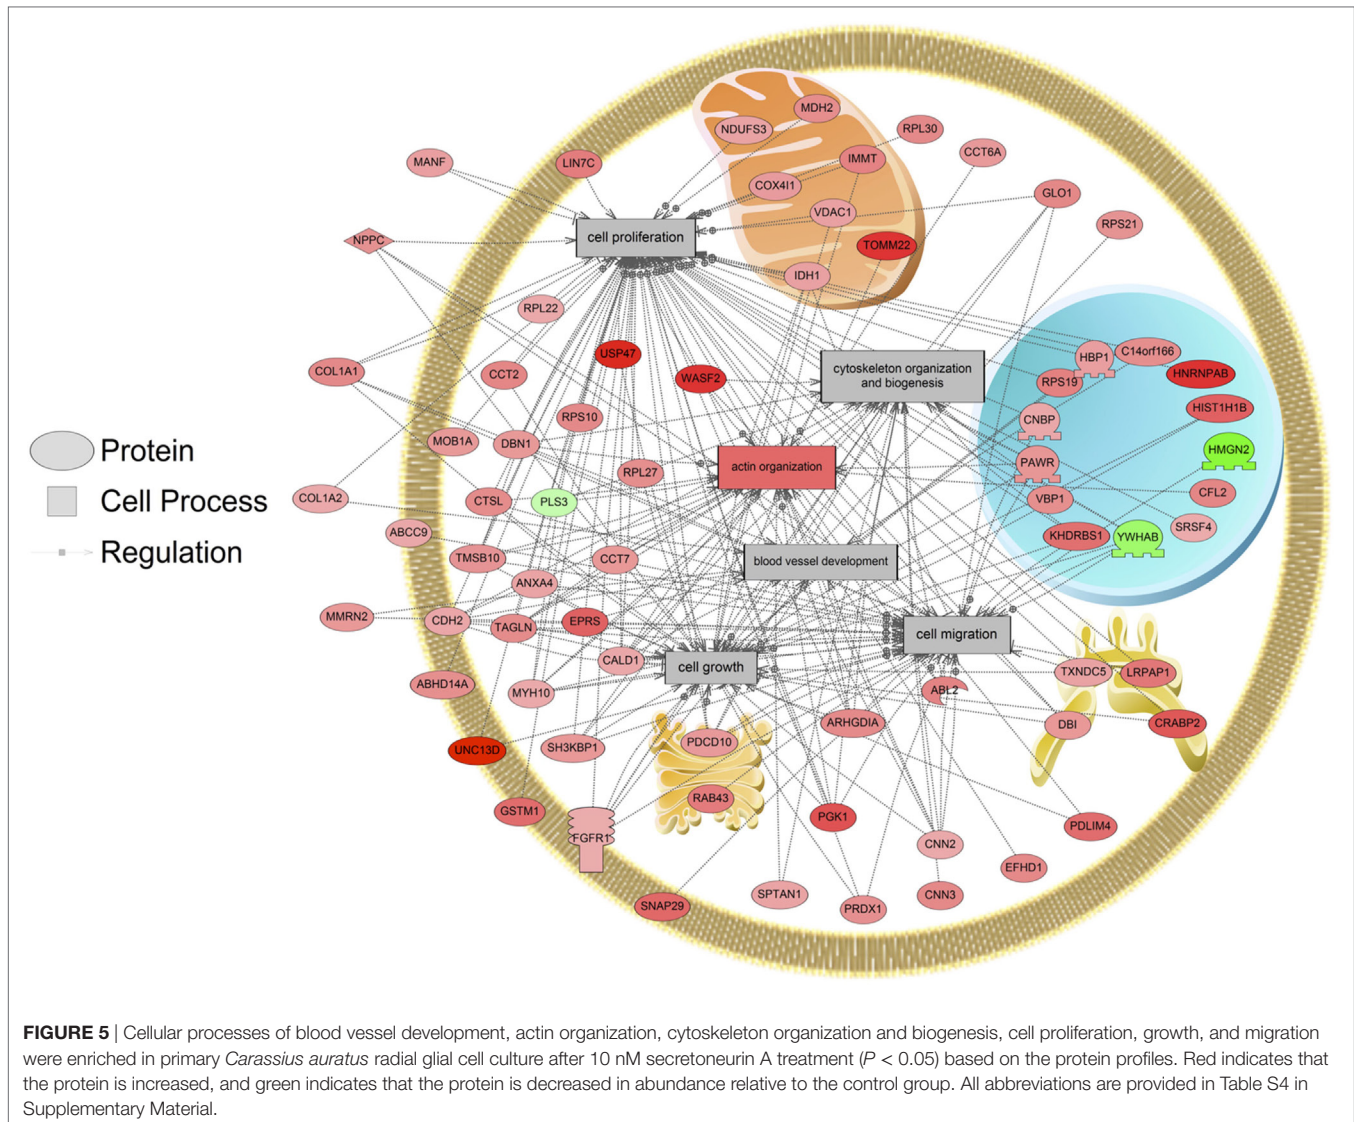 MDH2
NDUFS3
RPL30
CCT6A
MANF
LIN7C
IMMT
COX4I1
GLO1
VDAC1
RPS21
NPPC
cell proliferation
TOMM22
IDH1
RPL22
USP47
HBP1
C14orf166
COL1A1
CCT2
WASF2
cytoskeleton organization
and biogenesis
RPS19
HNRNPAB
RPS10
CNBP
HIST1H1B
Protein
MOB1A
DBN1
HMGN2
RPL27
actin organization
PAWR
Cell Process
COL1A2
CTSL
PLS3
VBP1
CFL2
ABCC9
SRSF4
KHDRBS1
YWHAB
Regulation
TMSB10
CCT7
blood vessel development
ANXA4
MMRN2
CDH2
TAGLN
EPRS
cell migration
CALD1
cell growth
TXNDC5
LRPAP1
ABHD14A
MYH10
ABL2
DBI
CRABP2
ARHGDIA
UNC13D
SH3KBP1
PDCD10
RAB43
GSTM1
PGK1
PDLIM4
FGFR1
CNN2
EFHD1
SPTAN1
CNN3
SNAP29
PRDX1
FIGURE 5 | Cellular processes of blood vessel development, actin organization, cytoskeleton organization and biogenesis, cell proliferation, growth, and migration
were enriched in primary Carassius auratus radial glial cell culture after 10 nM secretoneurin A treatment (P < 0.05) based on the protein profiles. Red indicates that
the protein is increased, and green indicates that the protein is decreased in abundance relative to the control group. All abbreviations are provided in Table S4 in
Supplementary Material.